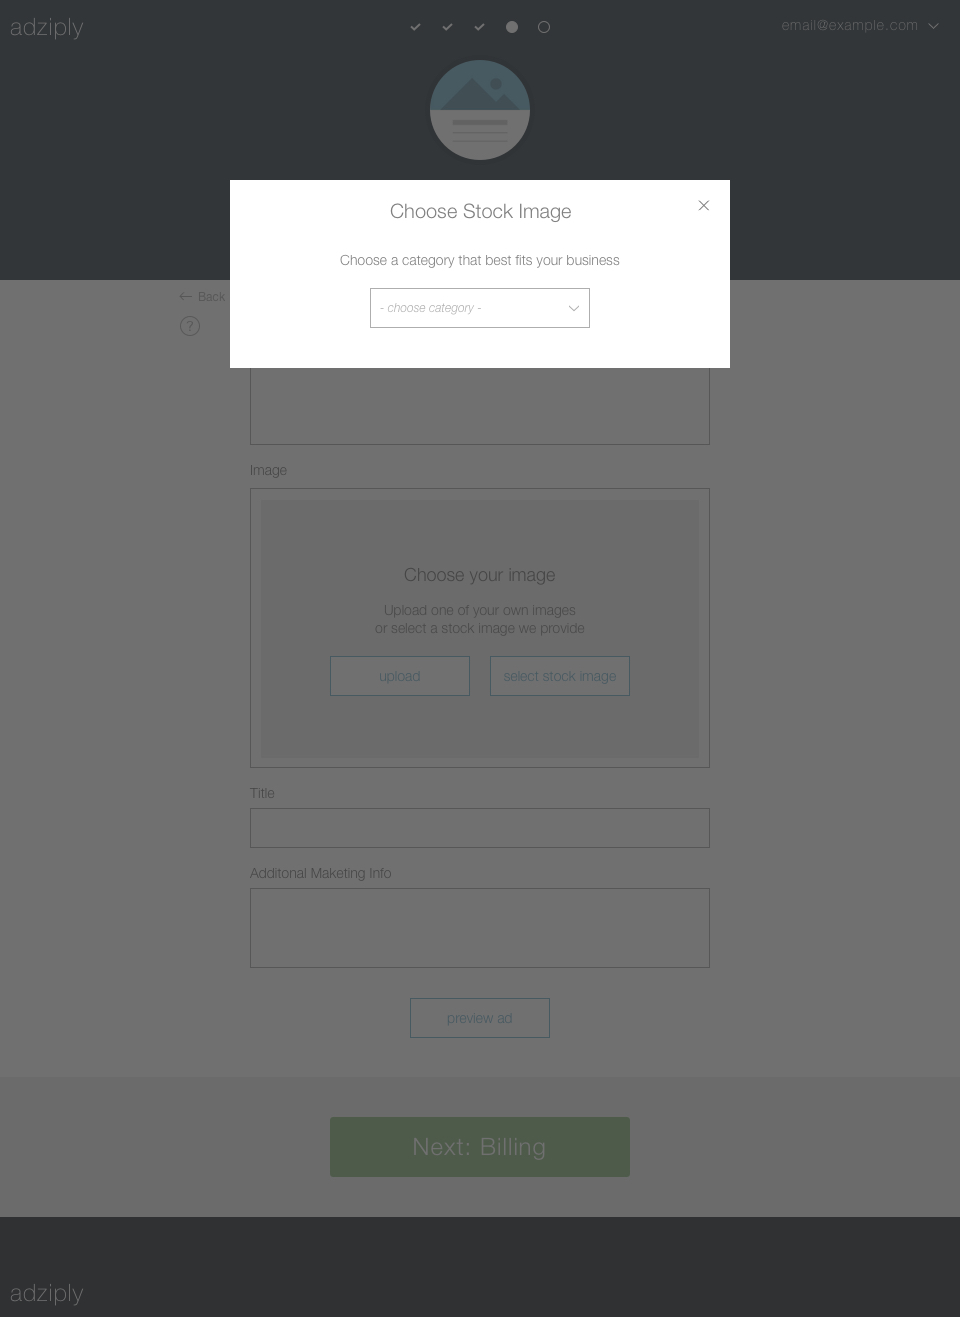 adziply
email@example.com
Choose Stock Image
Choose a category that best fits your business
- choose category -
Back
?
Image
Choose your image
Upload one of your own images
or select a stock image we provide
upload
select stock image
Title
Additonal Maketing Info
preview ad
Next: Billing
adziply